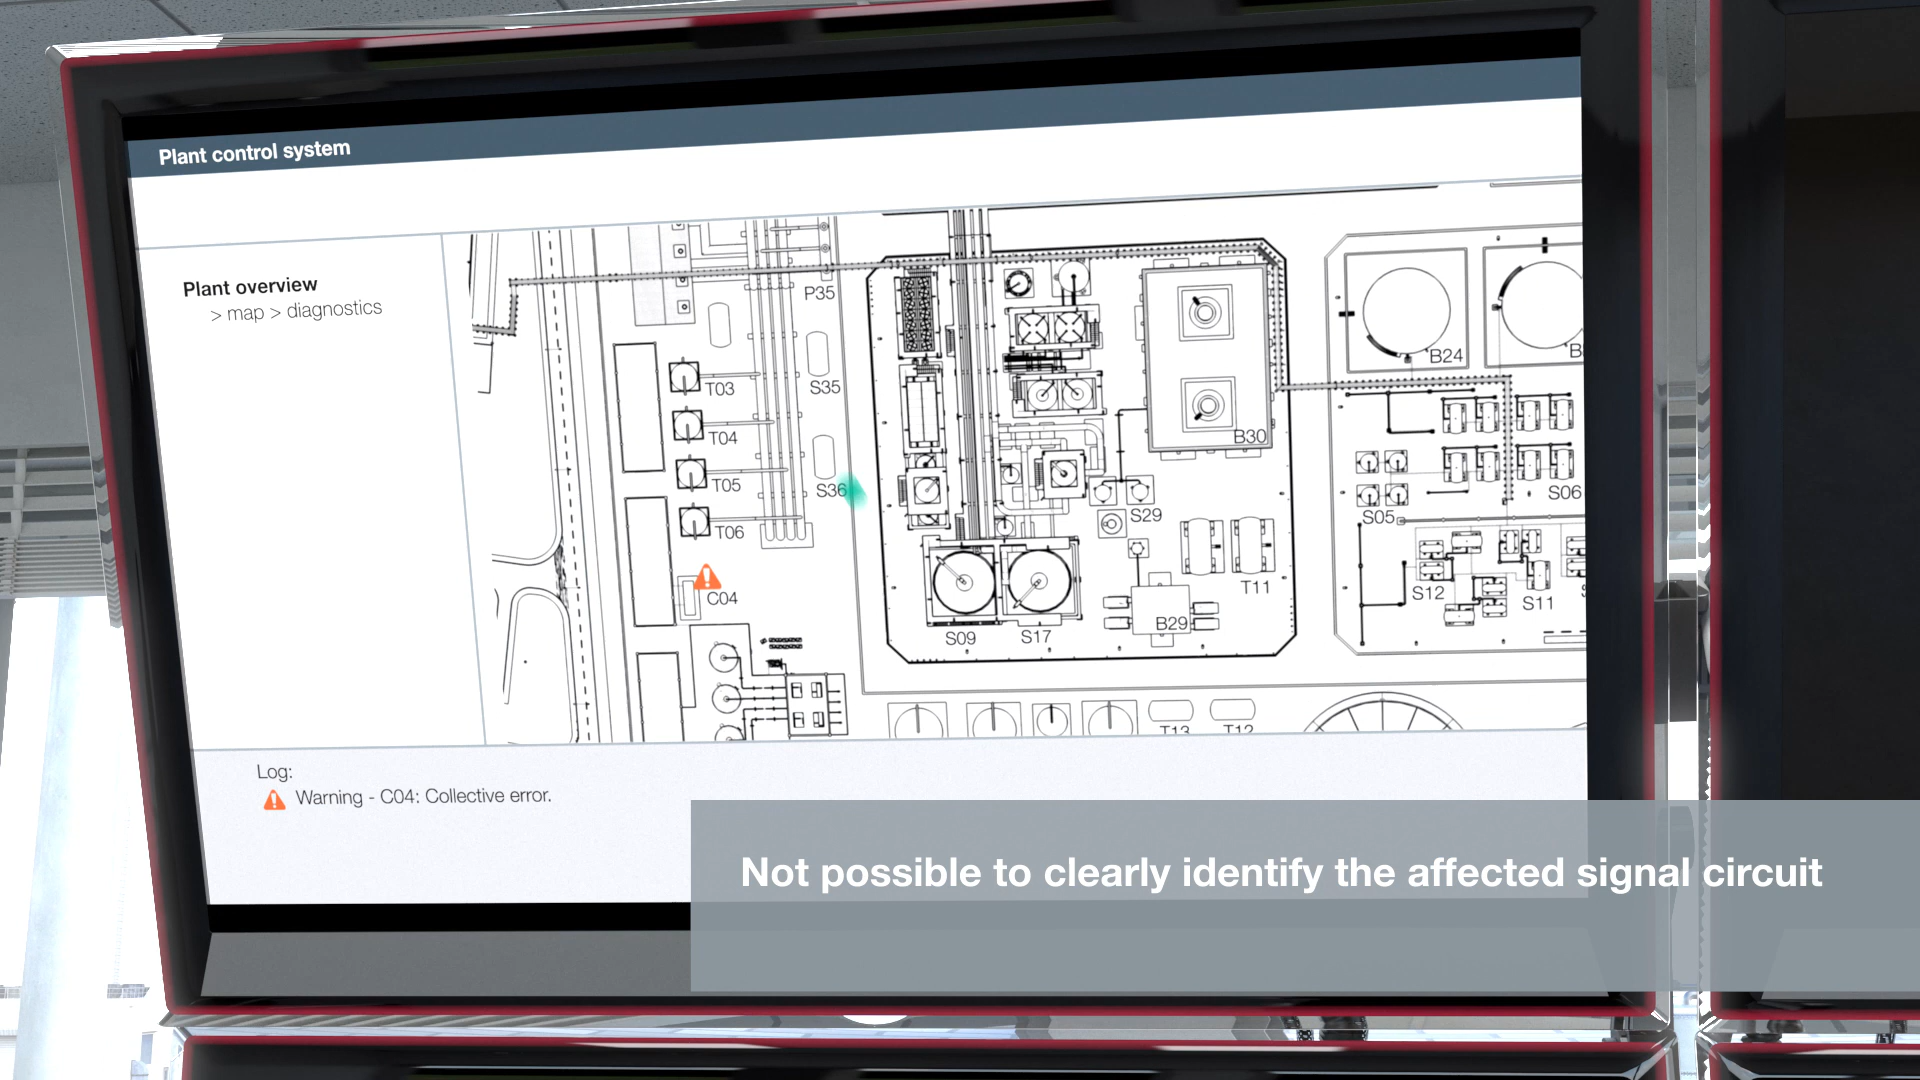 Plant control system
Plant overview
> map > diagnostics
P35
S35
T03
T04
T05
T06
S36
C04
B30
B24
S29
T11
S09
S17
B29
S05
S06
S12
S11
T13
T12
Log:
Warning - C04: Collective error.
Not possible to clearly identify the affected signal circuit